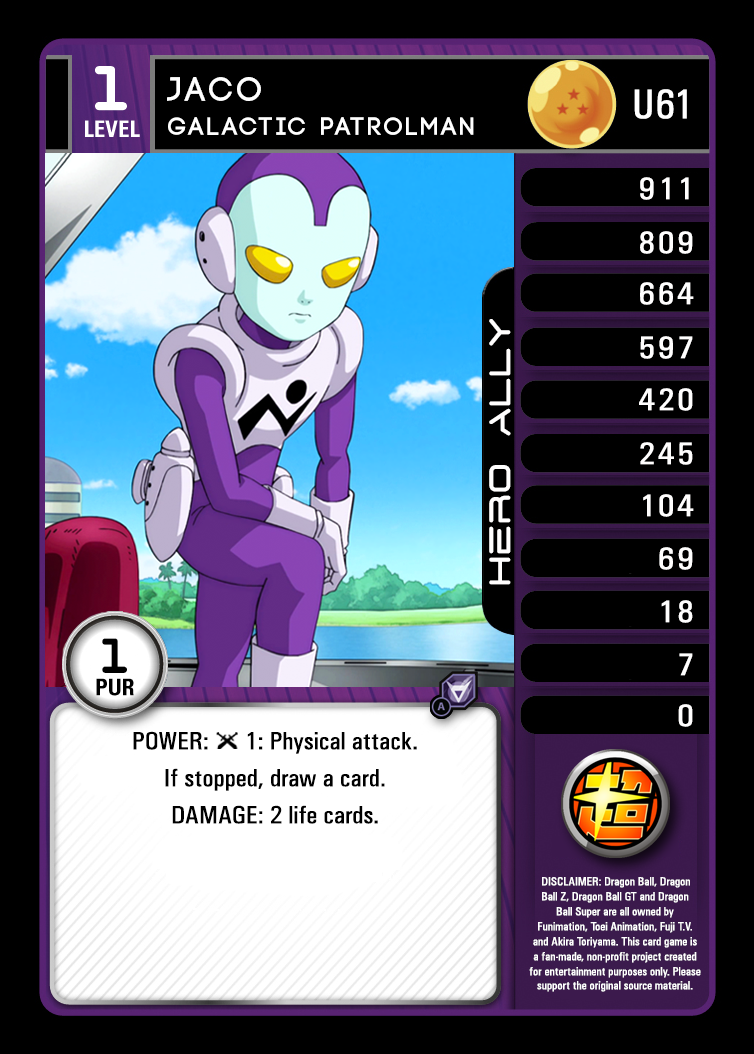 1
LEVEL
JACO
GALACTIC PATROLMAN
U61
911
809
664
597
420
245
104
69
18
7
0
HERO ALLY
1
PUR
A
POWER: 1: Physical attack.
If stopped, draw a card.
DAMAGE: 2 life cards.
超
DISCLAIMER: Dragon Ball, Dragon
Ball Z, Dragon Ball GT and Dragon
Ball Super are all owned by
Funimation, Toei Animation, Fuji T.V.
and Akira Toriyama. This card game is
a fan-made, non-profit project created
for entertainment purposes only. Please
support the original source material.